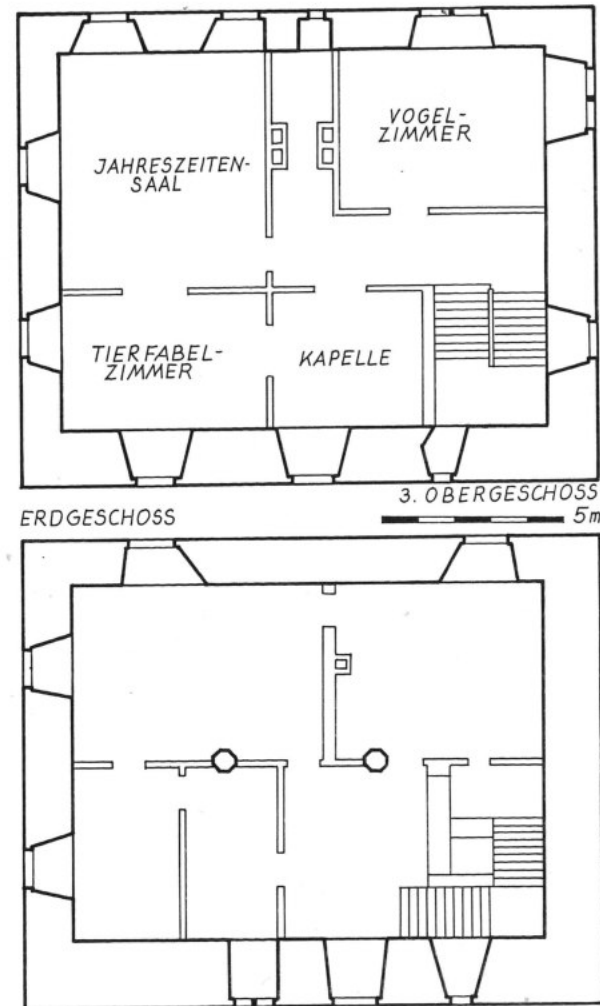 VOGEL-
ZIMMER
JAHRESZEITEN-
SAAL
TIERFABEL-
ZIMMER
KAPELLE
3. OBERGESCHOSS
ERDGESCHOSS
5m